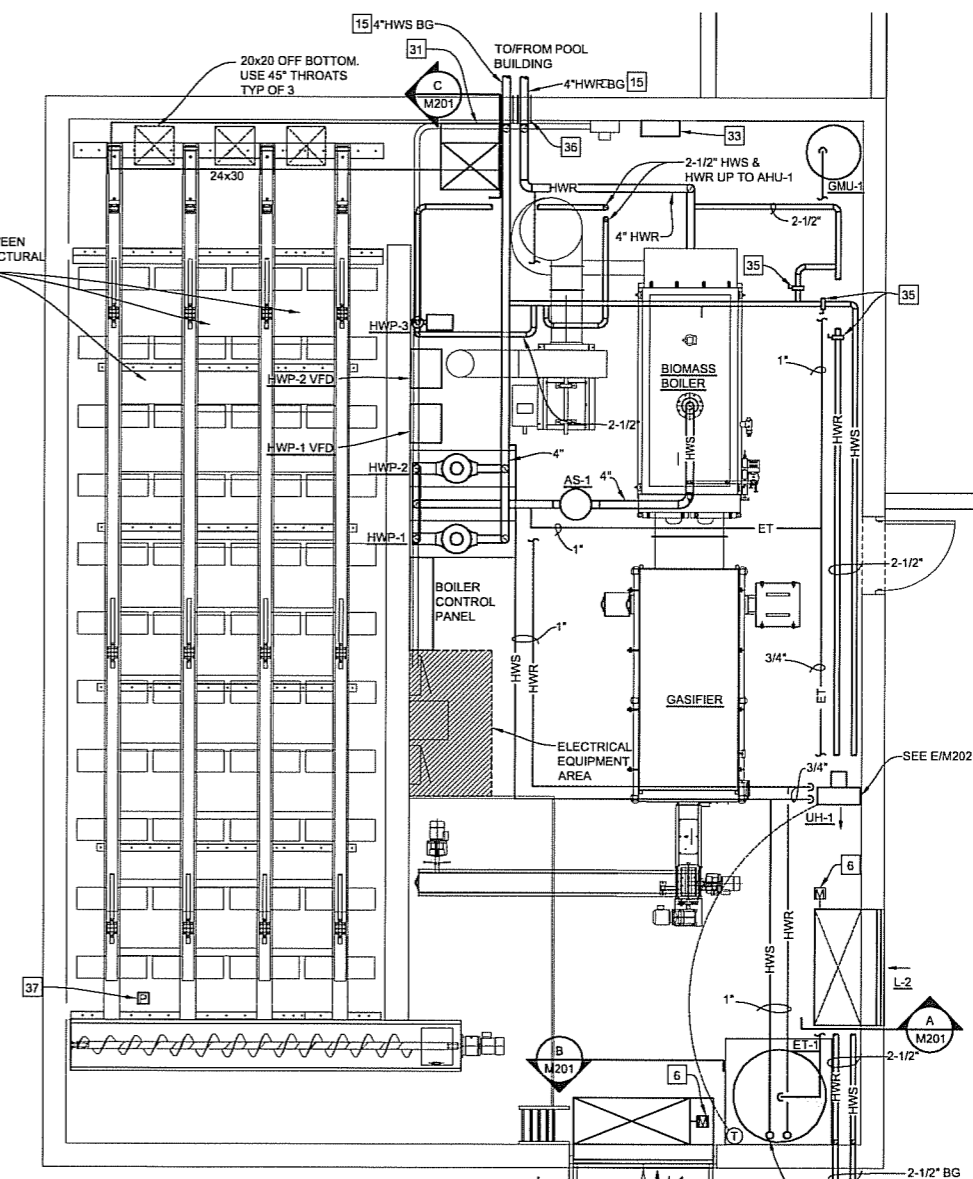 15 4"HWS BG
31
TO/FROM POOL
BUILDING
20x20 OFF BOTTOM.
USE 45° THROATS
TYP OF 3
C
M201
4"HWR BG 15
36
33
24x30
2-1/2" HWS &
HWR UP TO AHU-1
HWR
GMU-1
4" HWR
2-1/2"
35
35
HWP-3
1"
BIOMASS
BOILER
HWP-2 VFD
HWR
HWS
HWP-1 VFD
2-1/2"
HWS
4"
HWP-2
AS-1
4"
HWP-1
ET
1"
2-1/2"
BOILER
CONTROL
PANEL
1"
HWS
HWR
3/4"
ET
GASIFIER
ELECTRICAL
EQUIPMENT
AREA
SEE E/M202
3/4"
UH-1
6
M
HWS
HWR
L-2
37
P
1"
A
M201
B
M201
ET-1
2-1/2"
6
M
HWR
HWS
T
2-1/2" BG